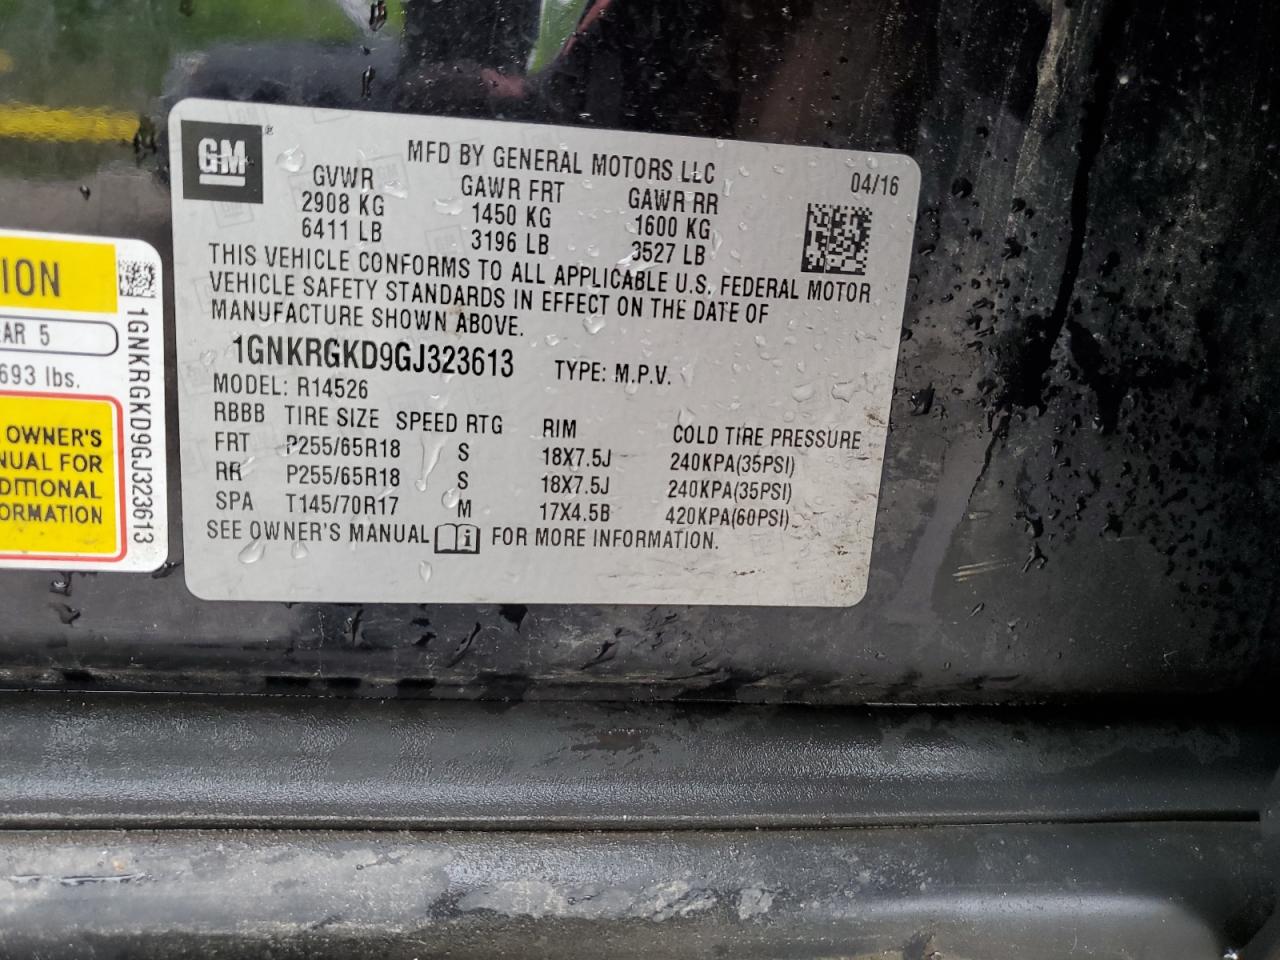 GM
MFD BY GENERAL MOTORS LLC
04/16
GVWR GAWR FRT GAWR RR
2908 KG 1450 KG 1600 KG
6411 LB 3196 LB 3527 LB
THIS VEHICLE CONFORMS TO ALL APPLICABLE U.S. FEDERAL MOTOR
VEHICLE SAFETY STANDARDS IN EFFECT ON THE DATE OF
MANUFACTURE SHOWN ABOVE.
1GNKRGKD9GJ323613 TYPE: M.P.V.
MODEL: R14526
RBBB TIRE SIZE SPEED RTG RIM COLD TIRE PRESSURE
FRT P255/65R18 S 18X7.5J 240KPA(35PSI)
RR P255/65R18 S 18X7.5J 240KPA(35PSI)
SPA T145/70R17 M 17X4.5B 420KPA(60PSI)
SEE OWNER'S MANUAL FOR MORE INFORMATION.
ION
AR 5
693 lbs.
OWNER'S
NUAL FOR
DITIONAL
ORMATION
1GNKRGKD9GJ323613